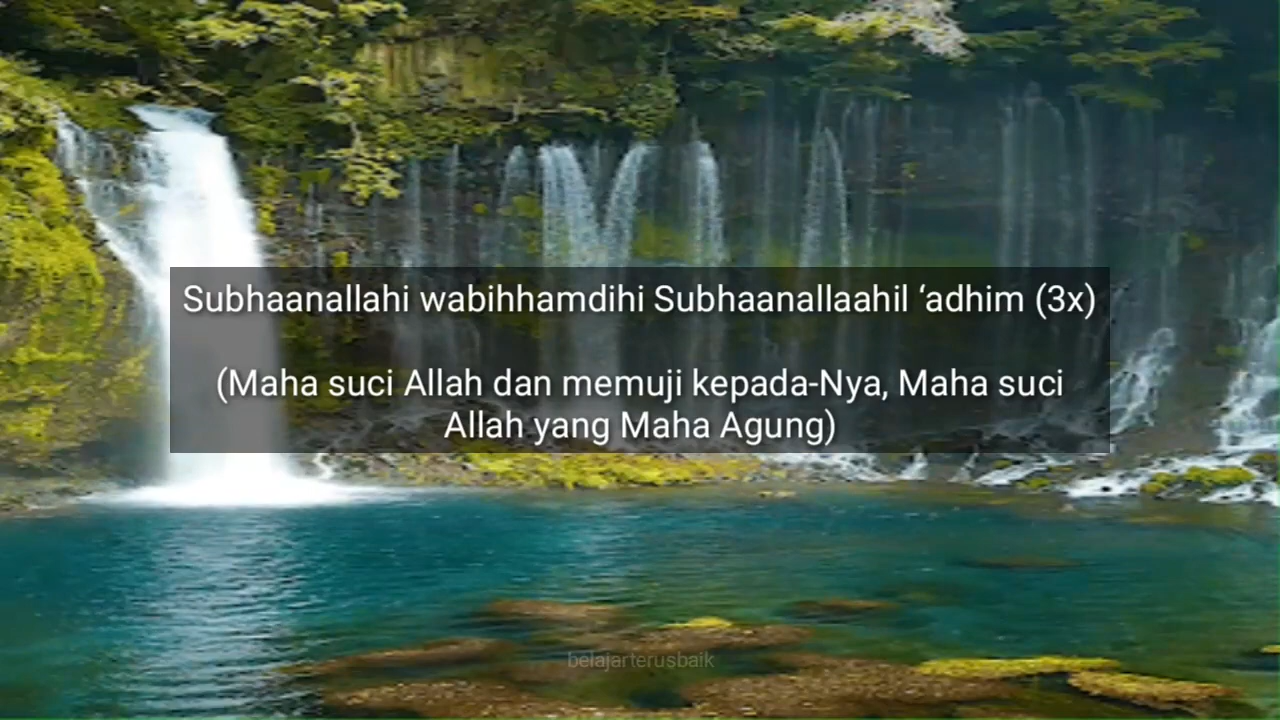 Subhaanallahi wabihhamdihi Subhaanallaahil ‘adhim (3x)
(Maha suci Allah dan memuji kepada-Nya, Maha suci
Allah yang Maha Agung)
belajarterusbaik